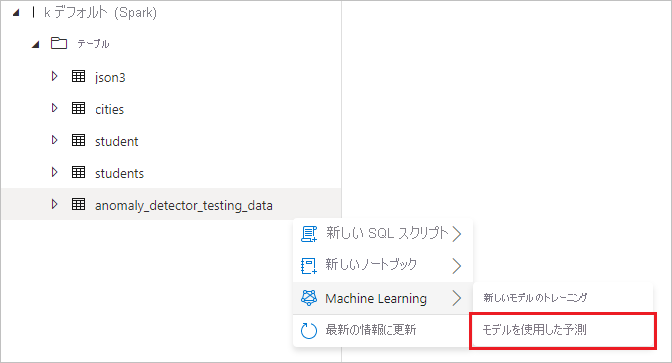 k デフォルト (Spark)
テーブル
json3
cities
student
students
anomaly_detector_testing_data
新しい SQL スクリプト
新しいノートブック
Machine Learning
新しいモデルのトレーニング
最新の情報に更新
モデルを使用した予測